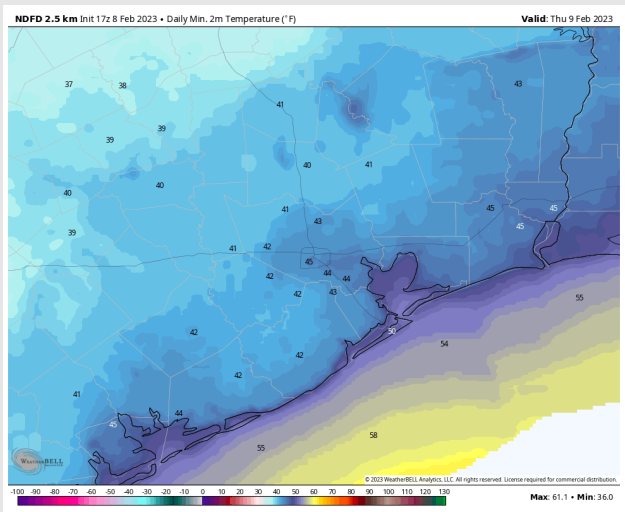 NDFD 2.5 km Init 17z 8 Feb 2023 • Daily Min. 2m Temperature (°F) Valid: Thu 9 Feb 2023
37 38 41 43
39 39
40 41
40 40
41 45 45
43 45
39 41 42
45
42 44 44
42 43 55
50
42 54
42
42
41
44
45
58
55
WeatherBELL
© 2023 WeatherBELL Analytics, LLC. All rights reserved. License required for commercial distribution.
-100 -90 -80 -70 -60 -50 -40 -30 -20 -10 0 10 20 30 40 50 60 70 80 90 100 110 120 130 Max: 61.1 • Min: 36.0